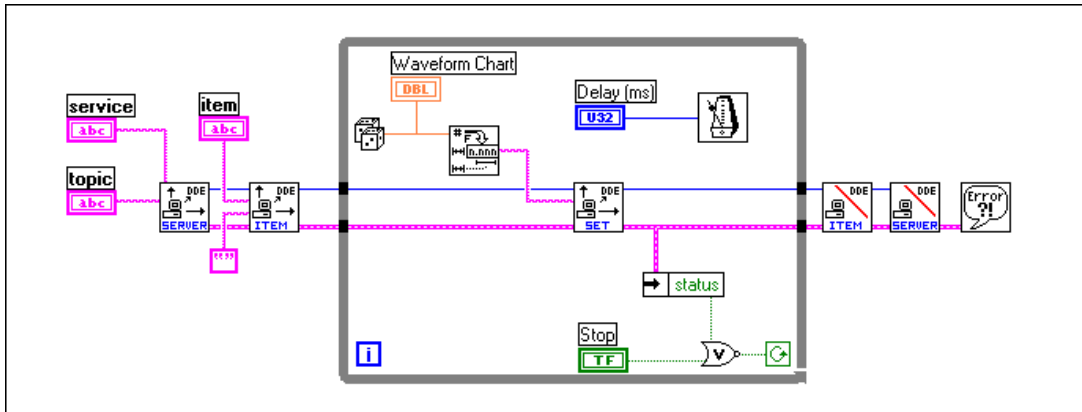 Waveform Chart
DBL
Delay (ms)
U32
service
abc
item
abc
topic
abc
#
F
n.nnn
DDE
SERVER
DDE
ITEM
DDE
SET
DDE
ITEM
DDE
SERVER
Error
?!
""
status
Stop
TF
V
i